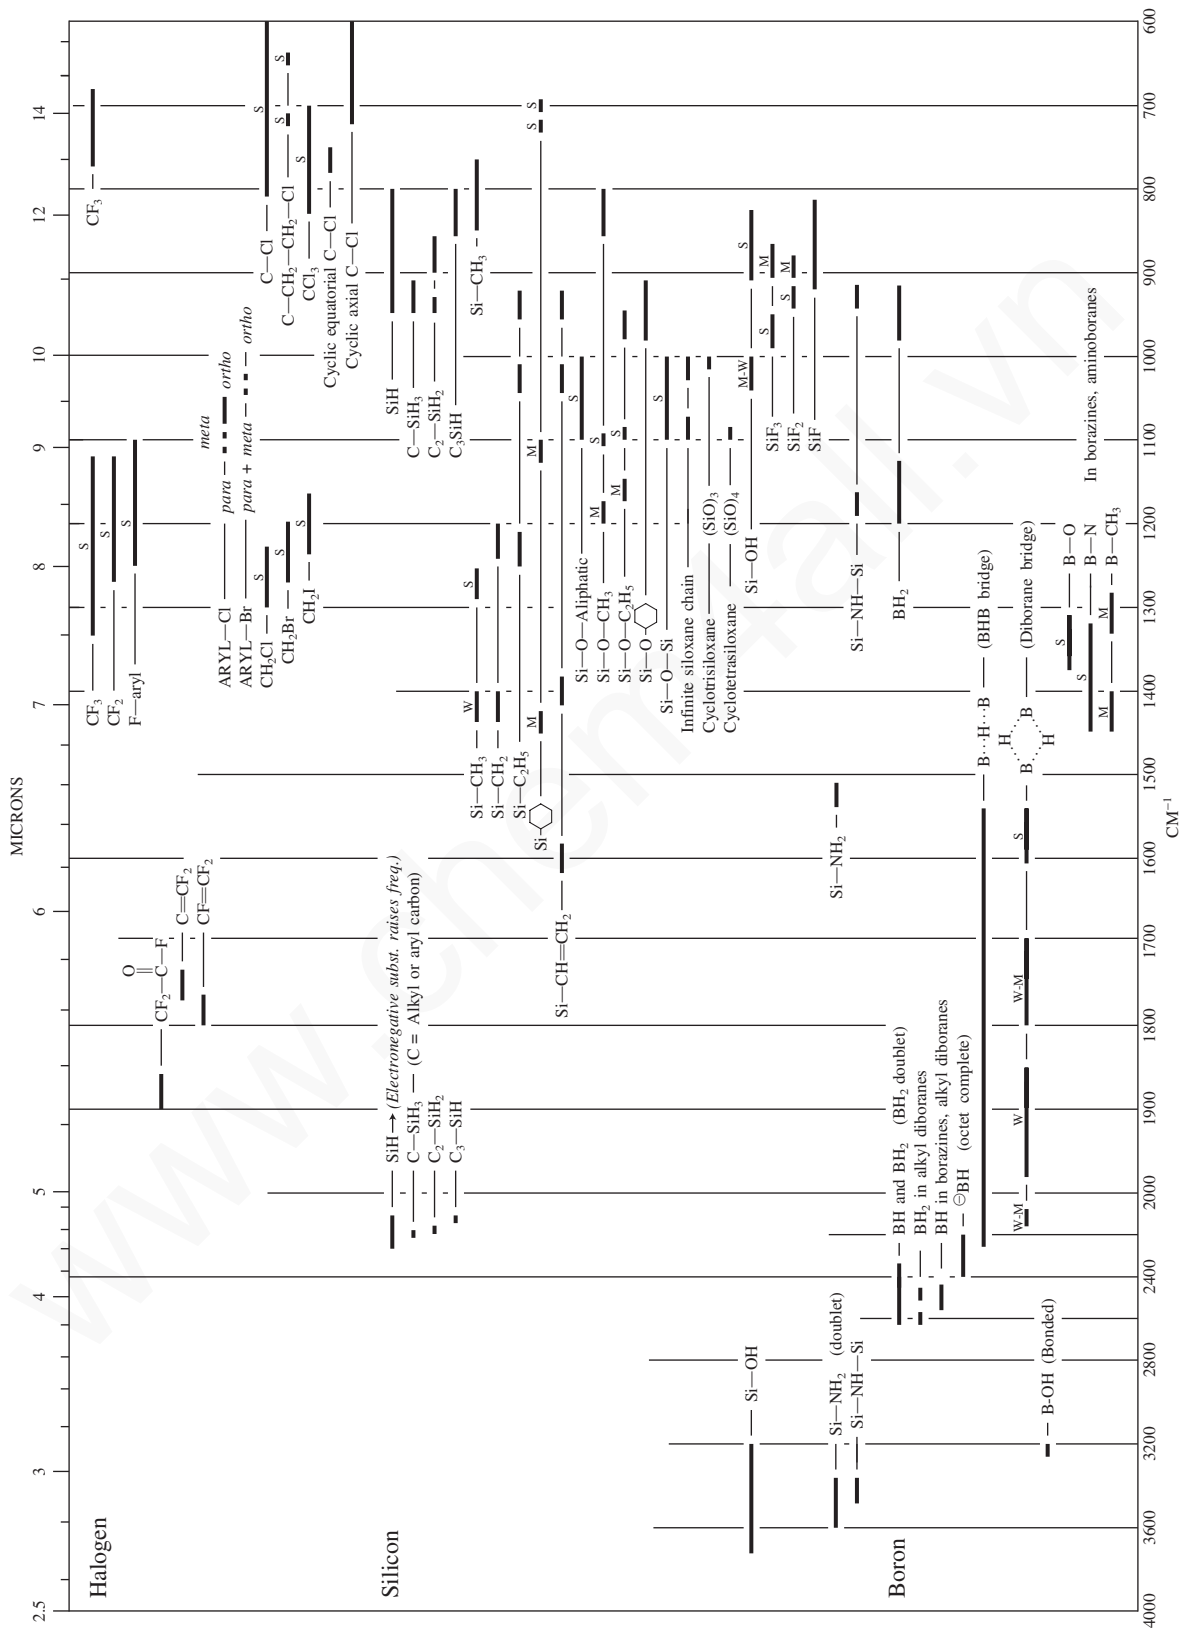 MICRONS
2.5 3 4 5 6 7 8 9 10 12 14
Halogen
CF₃
CF₃
CF₂
F—aryl
S
S
S
CF₂—C—F
O
C=CF₂
CF=CF₂
ARYL—Cl
para
meta
ortho
ARYL—Br
para + meta
ortho
CH₂Cl
S
CH₂Br
S
CH₂I
S
C—Cl
S
C—CH₂—CH₂—Cl
S S
CCl₃
S
Cyclic equatorial C—Cl
Cyclic axial C—Cl
Silicon
SiH → (Electronegative subst. raises freq.)
SiH
C—SiH₃ — (C = Alkyl or aryl carbon)
C—SiH₃
C₂—SiH₂
C₂—SiH₂
C₃—SiH
C₃SiH
Si—CH₃
W S
Si—CH₃
Si—CH₂
Si—C₂H₅
Si
M M S S
Si—CH=CH₂
Si—O—Aliphatic
S
Si—O—CH₃
M S
Si—O—C₂H₅
M S
Si—O
Si—O—Si
S
Infinite siloxane chain
Cyclotrisiloxane (SiO)₃
Cyclotetrasiloxane (SiO)₄
Si—OH
Si—OH
M-W S
SiF₃
S M
SiF₂
S M
SiF
Si—NH₂ (doublet)
Si—NH₂
Si—NH—Si
Si—NH—Si
Boron
BH and BH₂ (BH₂ doublet)
BH₂
BH₂ in alkyl diboranes
BH in borazines, alkyl diboranes
⊖BH (octet complete)
B···H···B (BHB bridge)
W-M W W-M S
B H B H (Diborane bridge)
B-OH (Bonded)
S
B—O
S
B—N In borazines, aminoboranes
M M
B—CH₃
4000 3600 3200 2800 2400 2000 1900 1800 1700 1600 1500 1400 1300 1200 1100 1000 900 800 700 600
CM⁻¹
www.chem4all.vn